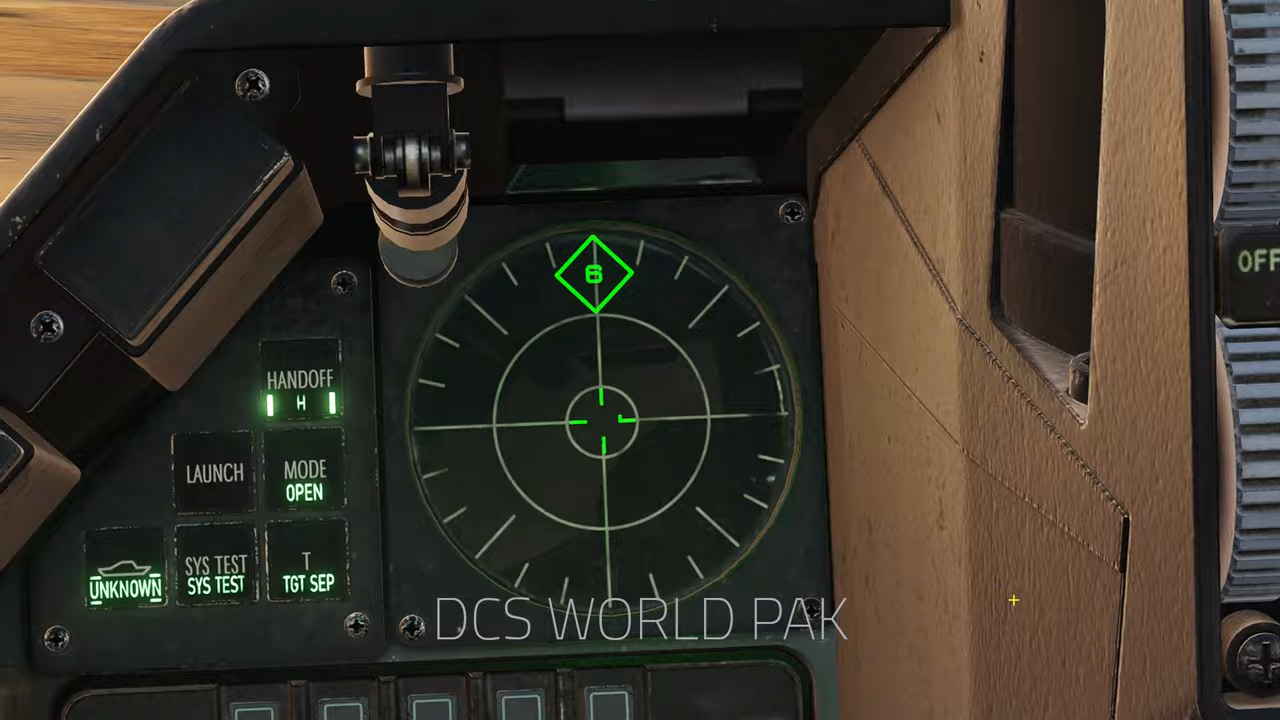 6
OFF
HANDOFF
H
LAUNCH
MODE
OPEN
UNKNOWN
SYS TEST
SYS TEST
T
TGT SEP
DCS WORLD PAK